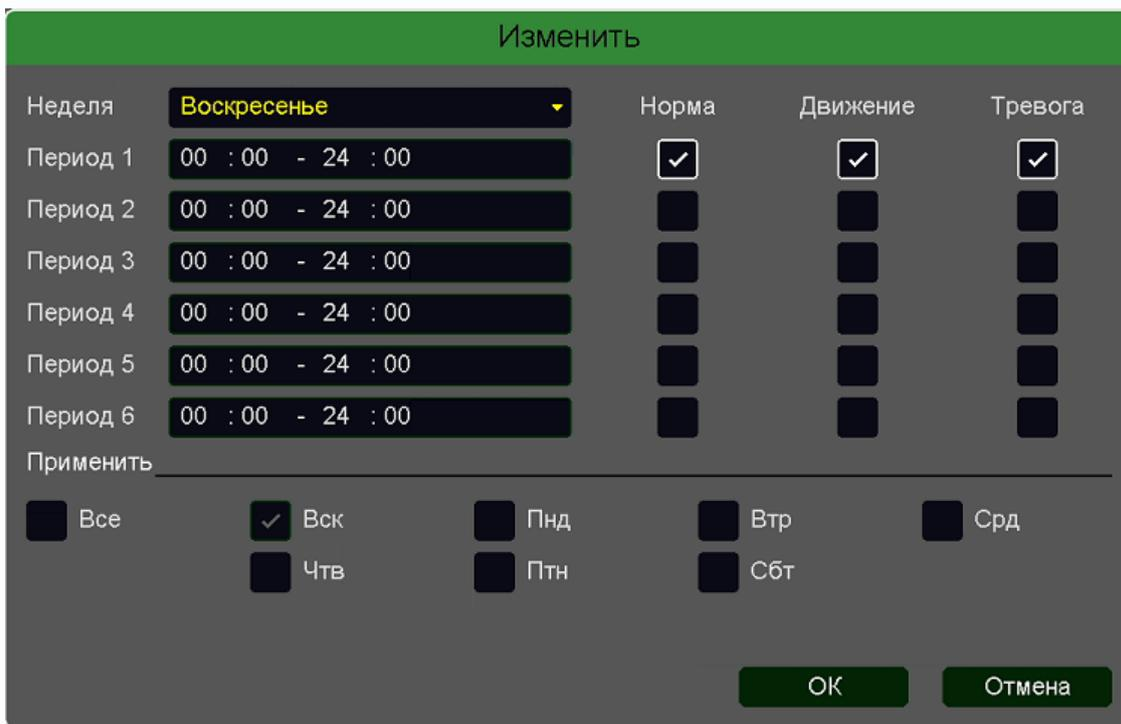 Изменить
Неделя Воскресенье Норма Движение Тревога
Период 1 00 : 00 - 24 : 00
Период 2 00 : 00 - 24 : 00
Период 3 00 : 00 - 24 : 00
Период 4 00 : 00 - 24 : 00
Период 5 00 : 00 - 24 : 00
Период 6 00 : 00 - 24 : 00
Применить
Все Вск Пнд Втр Срд
Чтв Птн Сбт
ОК Отмена